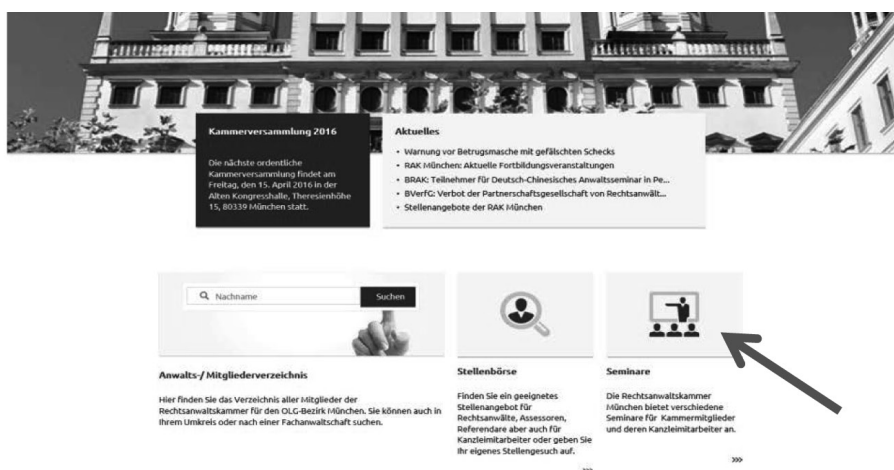 Kammerversammlung 2016
Die nächste ordentliche
Kammerversammlung findet am
Freitag, den 15. April 2016 in der
Alten Kongresshalle, Theresienhöhe
15, 80339 München statt.
Aktuelles
• Warnung vor Betrugsmasche mit gefälschten Schecks
• RAK München: Aktuelle Fortbildungsveranstaltungen
• BRAK: Teilnehmer für Deutsch-Chinesisches Anwaltsseminar in Pe...
• BVerfG: Verbot der Partnerschaftsgesellschaft von Rechtsanwält...
• Stellenangebote der RAK München
Nachname
Suchen
Anwalts-/ Mitgliederverzeichnis
Hier finden Sie das Verzeichnis aller Mitglieder der
Rechtsanwaltskammer für den OLG-Bezirk München. Sie können auch in
Ihrem Umkreis oder nach einer Fachanwaltschaft suchen.
Stellenbörse
Finden Sie ein geeignetes
Stellenangebot für
Rechtsanwälte, Assessoren,
Referendare aber auch für
Kanzleimitarbeiter oder geben Sie
Ihr eigenes Stellengesuch auf.
»»
Seminare
Die Rechtsanwaltskammer
München bietet verschiedene
Seminare für Kammermitglieder
und deren Kanzleimitarbeiter an.
»»